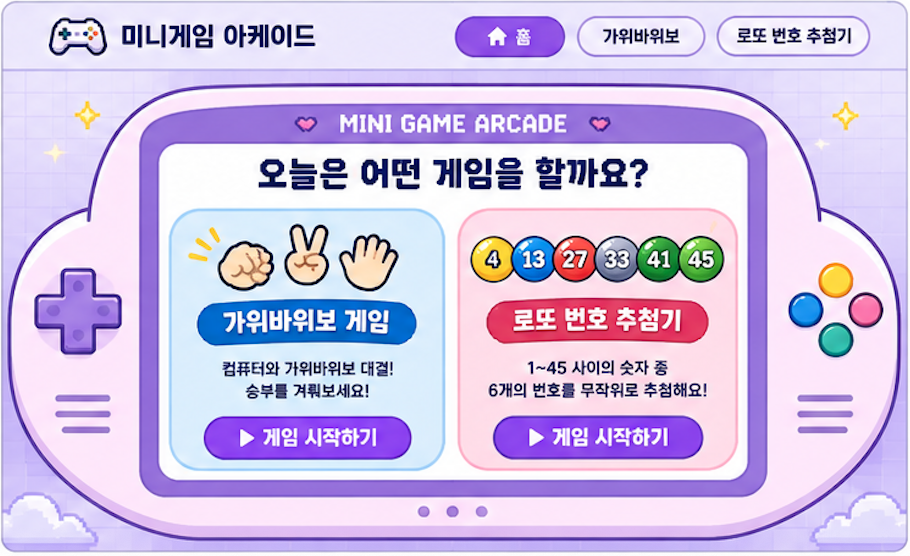 미니게임 아케이드
홈
가위바위보
로또 번호 추첨기
MINI GAME ARCADE
오늘은 어떤 게임을 할까요?
4 13 27 33 41 45
가위바위보 게임
로또 번호 추첨기
컴퓨터와 가위바위보 대결!
승부를 겨뤄보세요!
1~45 사이의 숫자 중
6개의 번호를 무작위로 추첨해요!
게임 시작하기
게임 시작하기